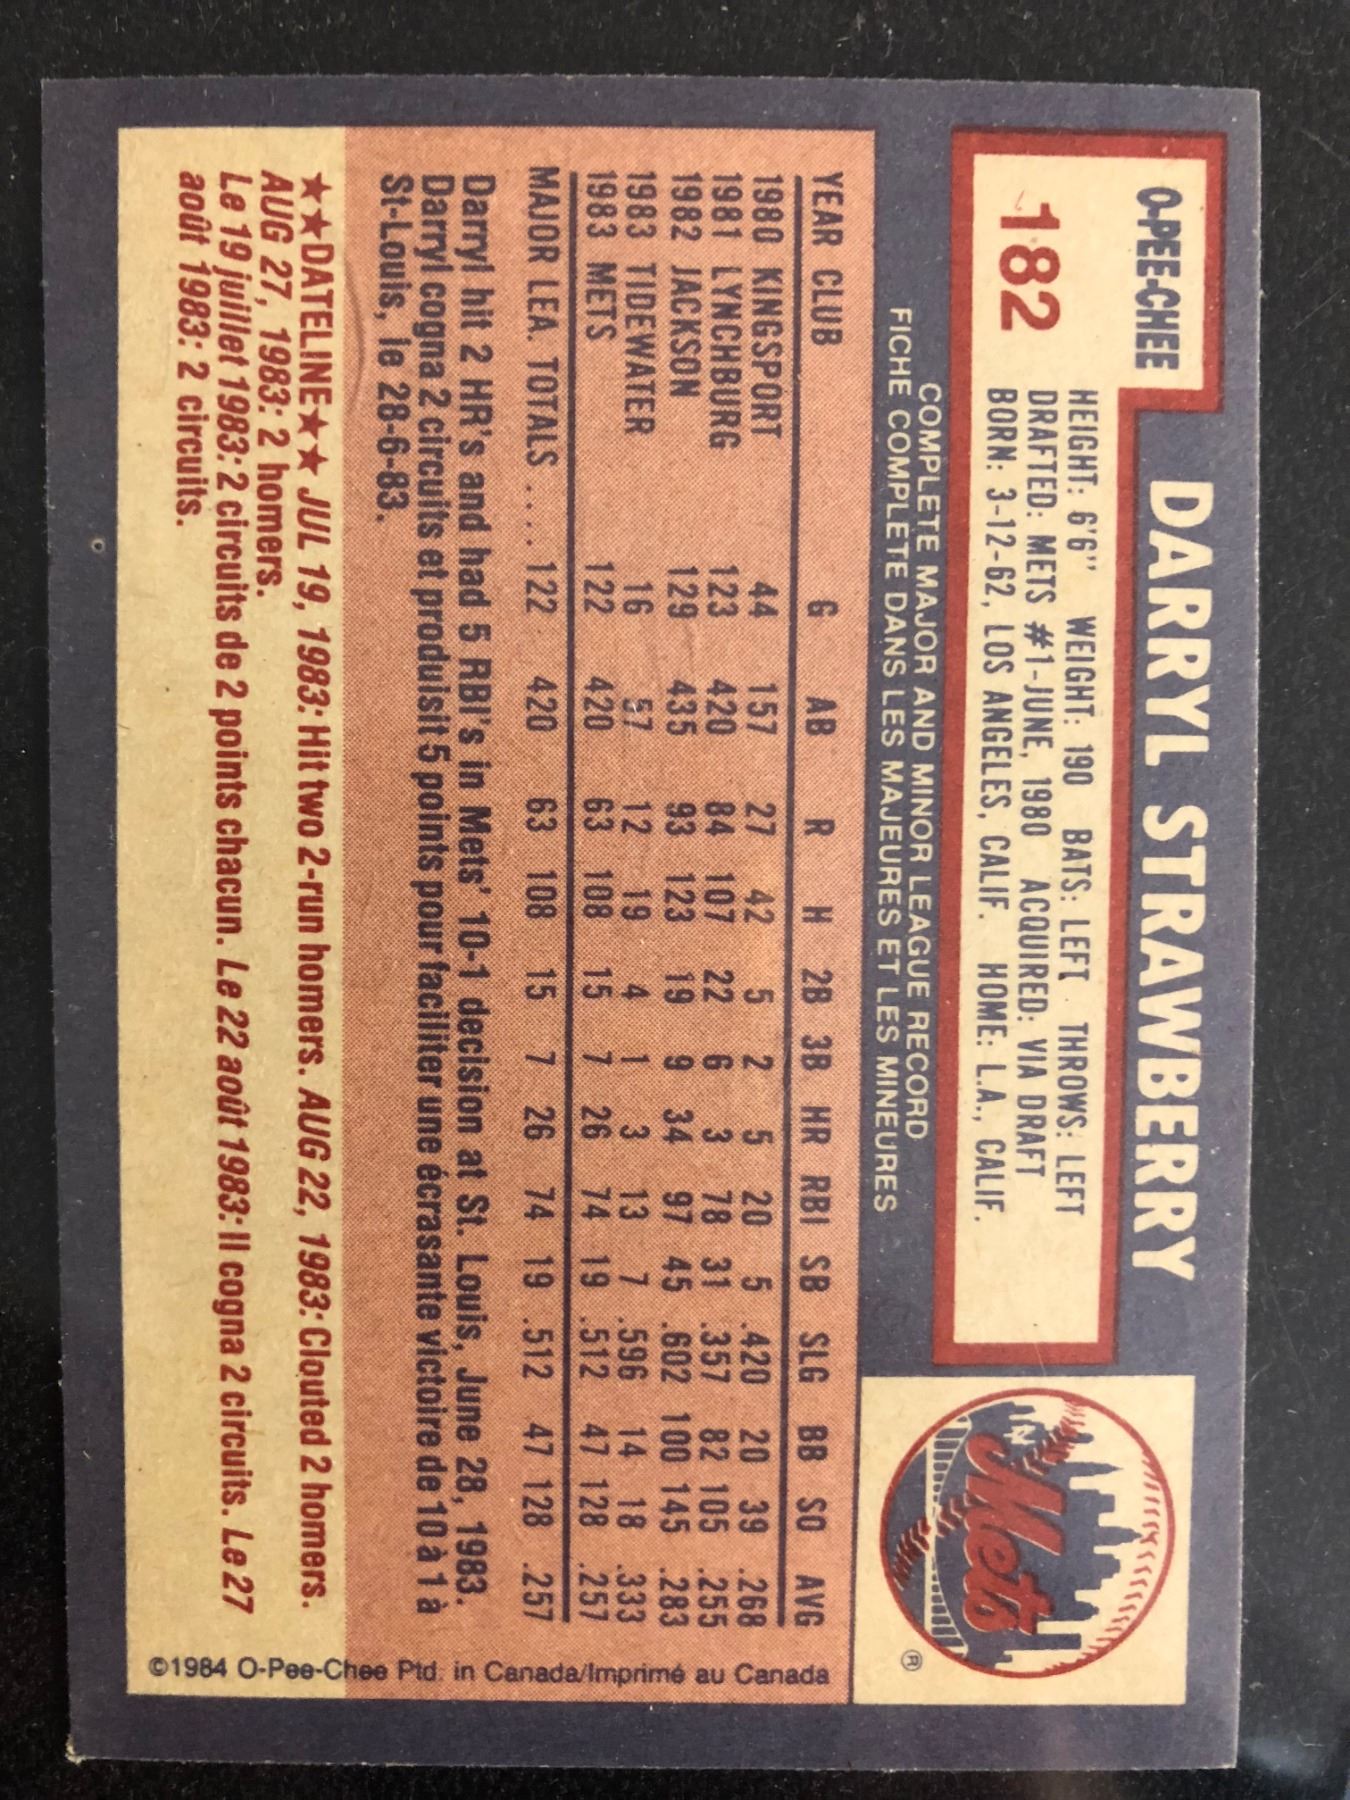 O-PEE-CHEE
182
DARRYL STRAWBERRY
HEIGHT: 6'6" WEIGHT: 190 BATS: LEFT THROWS: LEFT
DRAFTED: METS #1-JUNE, 1980 ACQUIRED: VIA DRAFT
BORN: 3-12-62, LOS ANGELES, CALIF. HOME: L.A., CALIF.
Mets
®
COMPLETE MAJOR AND MINOR LEAGUE RECORD
FICHE COMPLETE DANS LES MAJEURES ET LES MINEURES
YEAR CLUB G AB R H 2B 3B HR RBI SB SLG BB SO AVG
1980 KINGSPORT 44 157 27 42 5 2 5 20 5 .420 20 39 .268
1981 LYNCHBURG 123 420 84 107 22 6 3 78 31 .357 82 105 .255
1982 JACKSON 129 435 93 123 19 9 34 97 45 .602 100 145 .283
1983 TIDEWATER 16 57 12 19 4 1 3 13 7 .596 14 18 .333
1983 METS 122 420 63 108 15 7 26 74 19 .512 47 128 .257
MAJOR LEA. TOTALS .... 122 420 63 108 15 7 26 74 19 .512 47 128 .257
Darryl hit 2 HR's and had 5 RBI's in Mets' 10-1 decision at St. Louis, June 28, 1983.
Darryl cogna 2 circuits et produisit 5 points pour faciliter une écrasante victoire de 10 à 1 à
St-Louis, le 28-6-83.
★★DATELINE★★ JUL 19, 1983: Hit two 2-run homers. AUG 22, 1983: Clouted 2 homers.
AUG 27, 1983: 2 homers.
Le 19 juillet 1983: 2 circuits de 2 points chacun. Le 22 août 1983: Il cogna 2 circuits. Le 27
août 1983: 2 circuits.
©1984 O-Pee-Chee Ptd. in Canada/Imprimé au Canada